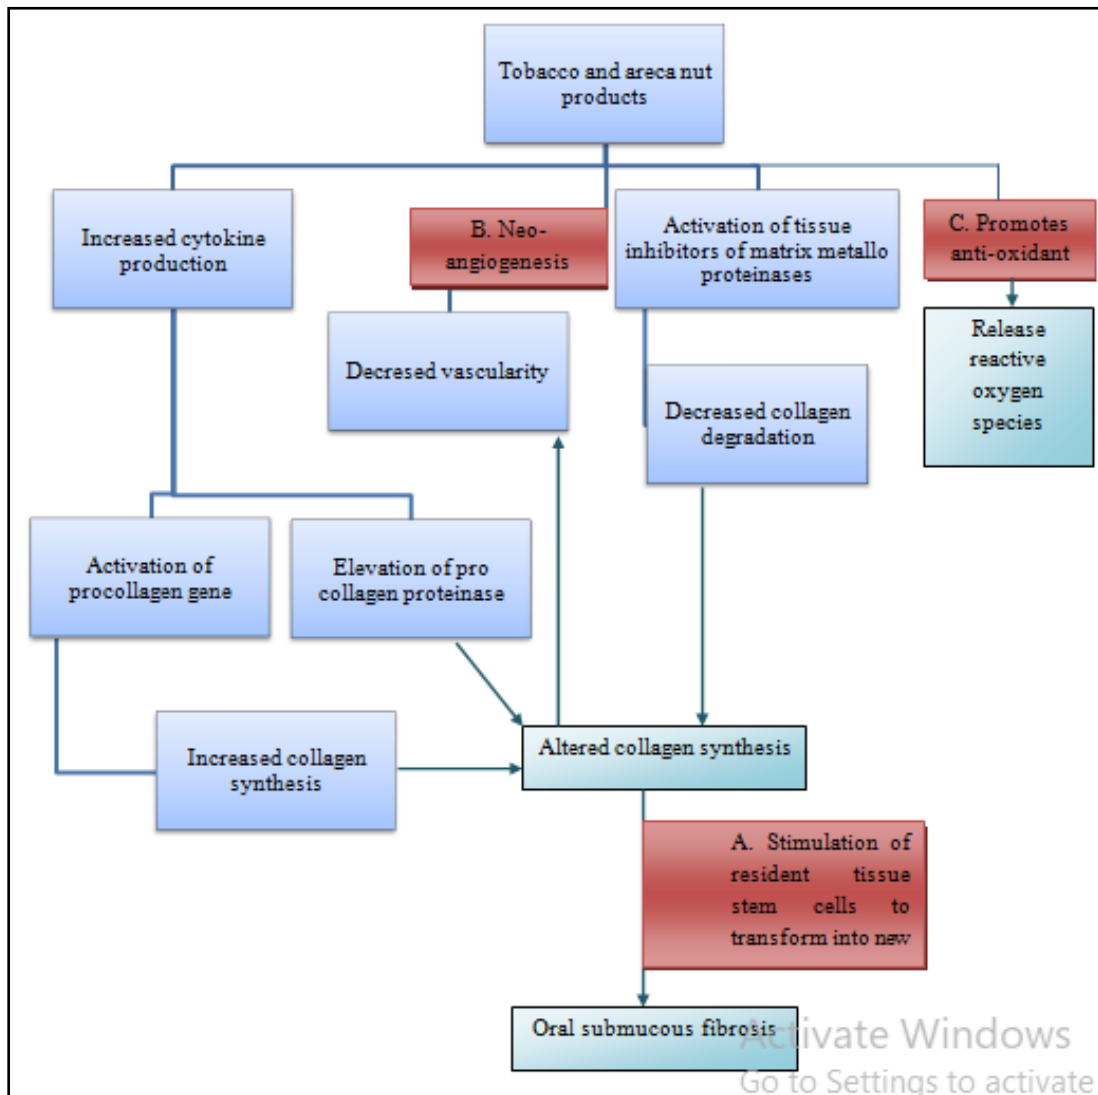 Tobacco and areca nut
products
Increased cytokine
production
B. Neo-
angiogenesis
Activation of tissue
inhibitors of matrix metallo
proteinases
C. Promotes
anti-oxidant
Decresed vascularity
Release
reactive
oxygen
species
Decreased collagen
degradation
Activation of
procollagen gene
Elevation of pro
collagen proteinase
Increased collagen
synthesis
Altered collagen synthesis
A. Stimulation of
resident tissue
stem cells to
transform into new
Oral submucous fibrosis
Activate Windows
Go to Settings to activate